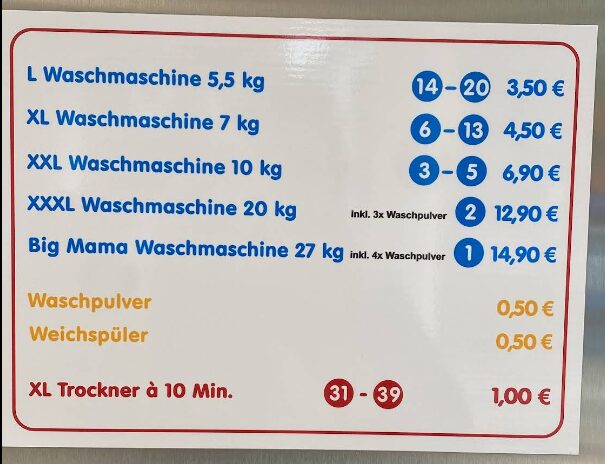 L Waschmaschine 5,5 kg 14 - 20 3,50 €
XL Waschmaschine 7 kg 6 - 13 4,50 €
XXL Waschmaschine 10 kg 3 - 5 6,90 €
XXXL Waschmaschine 20 kg inkl. 3x Waschpulver 2 12,90 €
Big Mama Waschmaschine 27 kg inkl. 4x Waschpulver 1 14,90 €
Waschpulver 0,50 €
Weichspüler 0,50 €
XL Trockner à 10 Min. 31 - 39 1,00 €